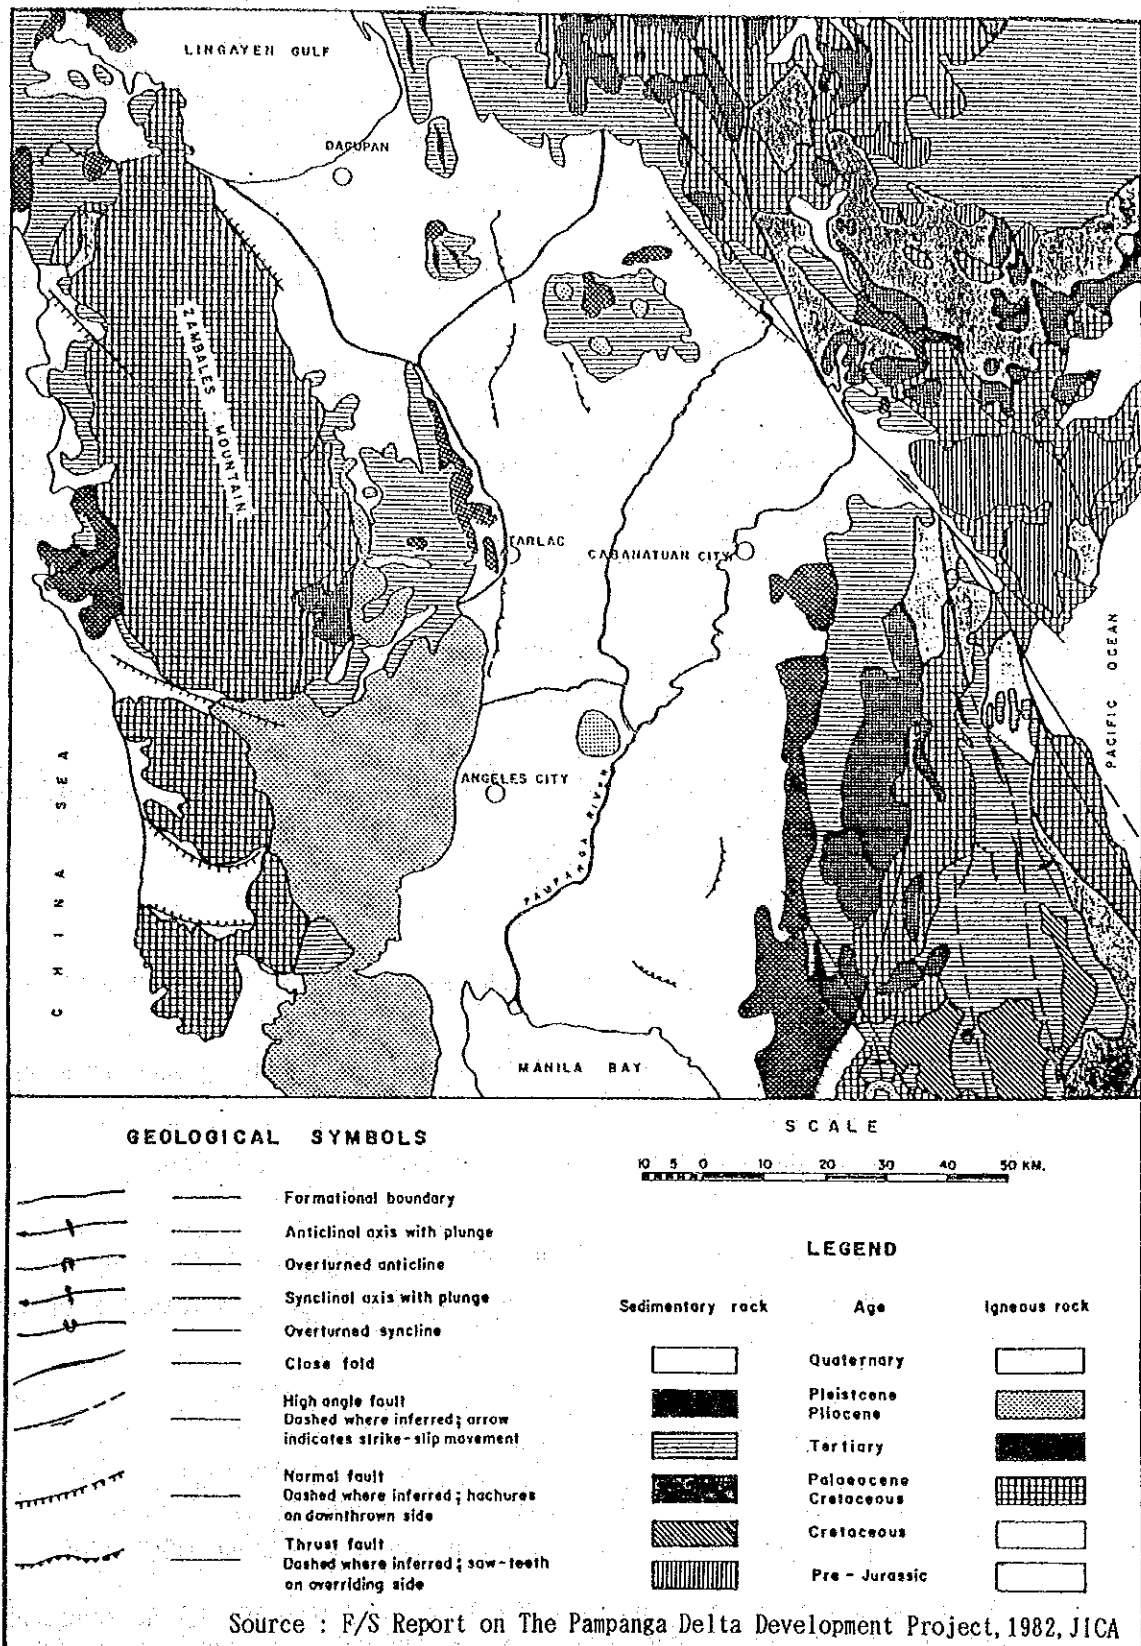 LINGAYEN GULF
DAGUPAN
ZAMBALES MOUNTAIN
TARLAC
CABANATUAN CITY
PACIFIC OCEAN
ANGELES CITY
PAMPANGA RIVER
CHINA SEA
MANILA BAY
GEOLOGICAL SYMBOLS
Formational boundary
Anticlinal axis with plunge
Overturned anticline
Synclinal axis with plunge
Overturned syncline
Close fold
High angle fault
Dashed where inferred; arrow
indicates strike-slip movement
Normal fault
Dashed where inferred; hachures
on downthrown side
Thrust fault
Dashed where inferred; saw-teeth
on overriding side
SCALE
10 5 0 10 20 30 40 50 KM.
LEGEND
Sedimentary rock Age Igneous rock
Quaternary
Pleistcene
Pliocene
Tertiary
Palaeocene
Cretaceous
Cretaceous
Pre - Jurassic
Source : F/S Report on The Pampanga Delta Development Project, 1982, JICA